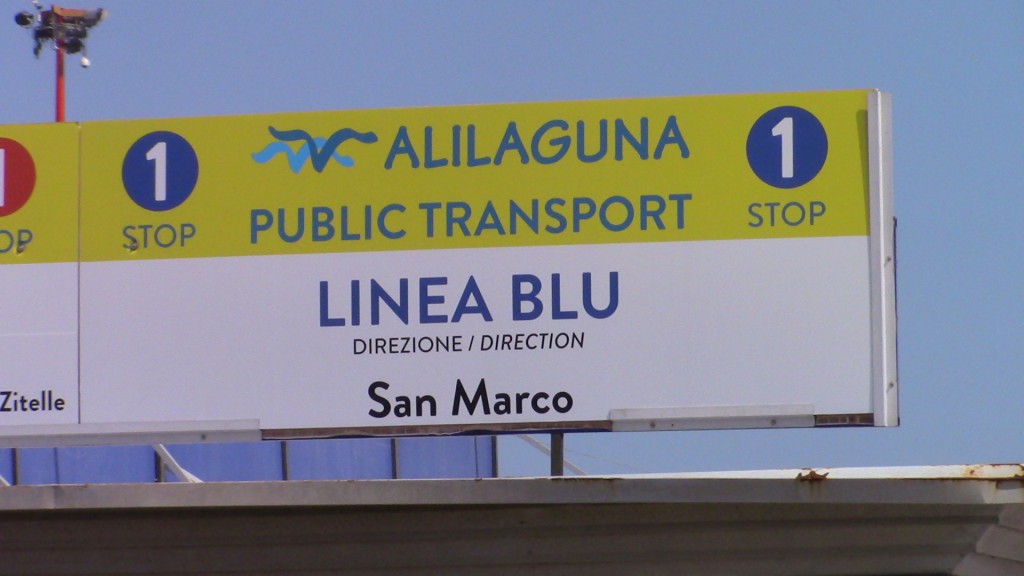 1 STOP
ALILAGUNA
PUBLIC TRANSPORT
1 STOP
LINEA BLU
DIREZIONE / DIRECTION
San Marco
Zitelle